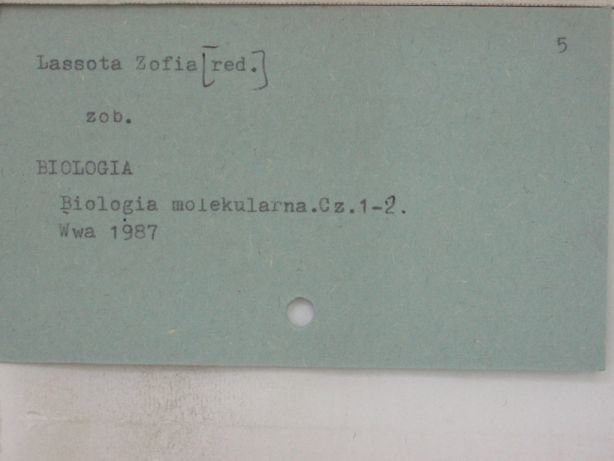 5
Lassota Zofia [red.]
zob.
BIOLOGIA
Biologia molekularna.Cz.1-2.
Wwa 1987